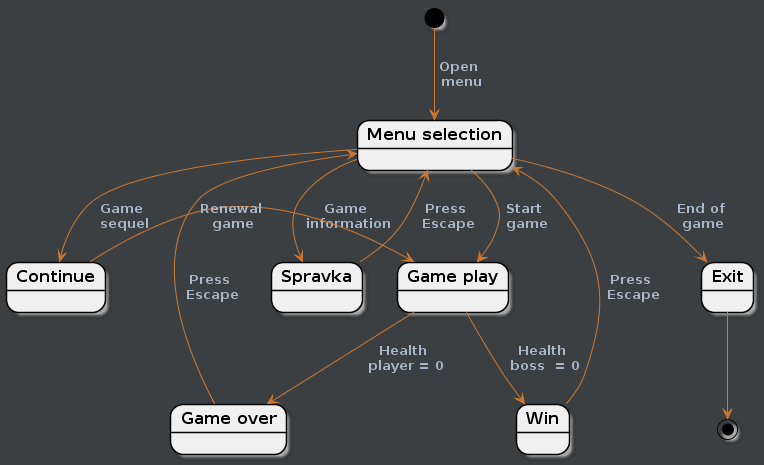 Open
menu
Menu selection
Game
sequel
Renewal
game
Game
information
Press
Escape
Start
game
End of
game
Continue
Spravka
Game play
Exit
Press
Escape
Press
Escape
Health
player = 0
Health
boss  = 0
Game over
Win